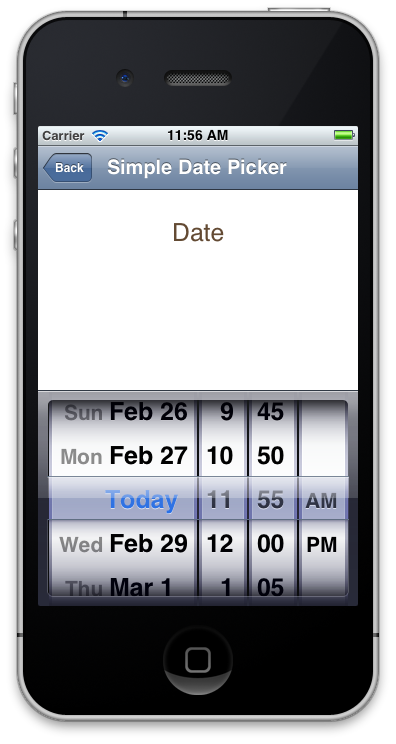 Carrier 11:56 AM
Back Simple Date Picker
Date
Sun Feb 26 9 45
Mon Feb 27 10 50
Today 11 55 AM
Wed Feb 29 12 00 PM
Thu Mar 1 1 05